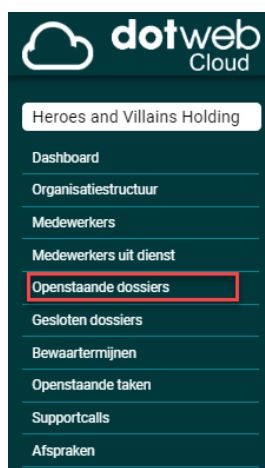 dotweb
Cloud
Heroes and Villains Holding
Dashboard
Organisatiestructuur
Medewerkers
Medewerkers uit dienst
Openstaande dossiers
Gesloten dossiers
Bewaartermijnen
Openstaande taken
Supportcalls
Afspraken